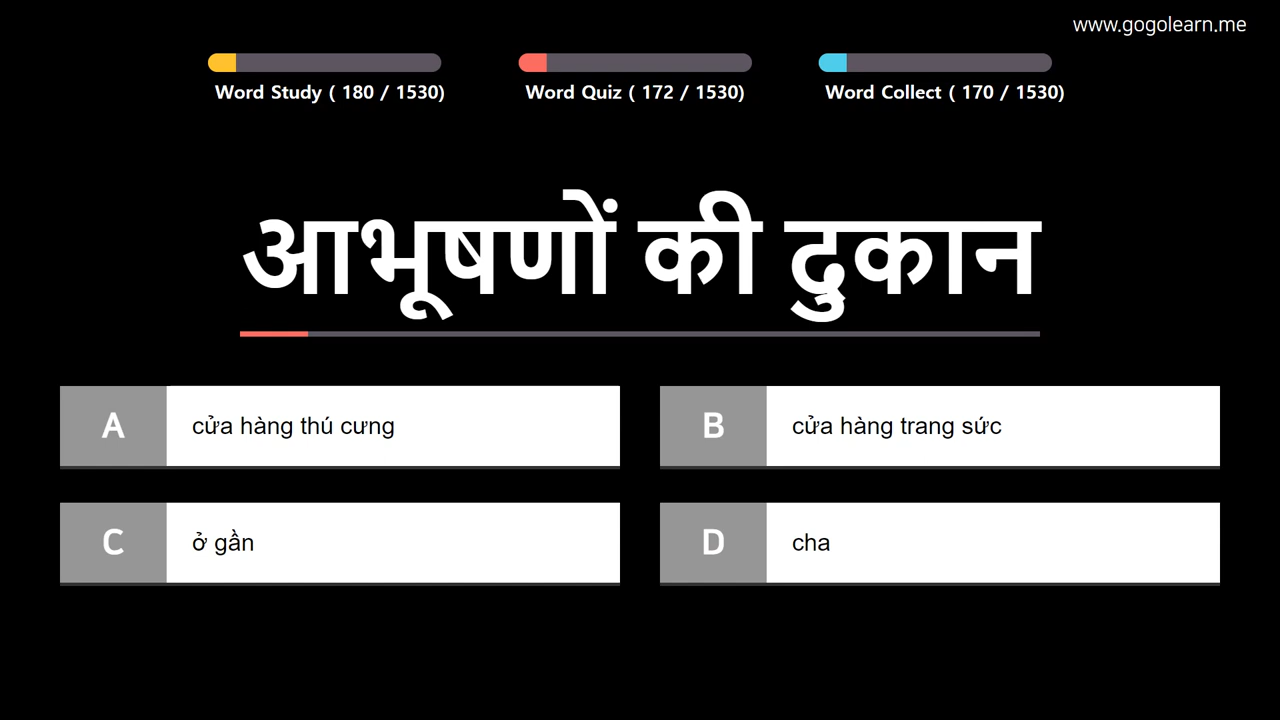 www.gogolearn.me
Word Study ( 180 / 1530)
Word Quiz ( 172 / 1530)
Word Collect ( 170 / 1530)
आभूषणों की दुकान
A
cửa hàng thú cưng
B
cửa hàng trang sức
C
ở gần
D
cha